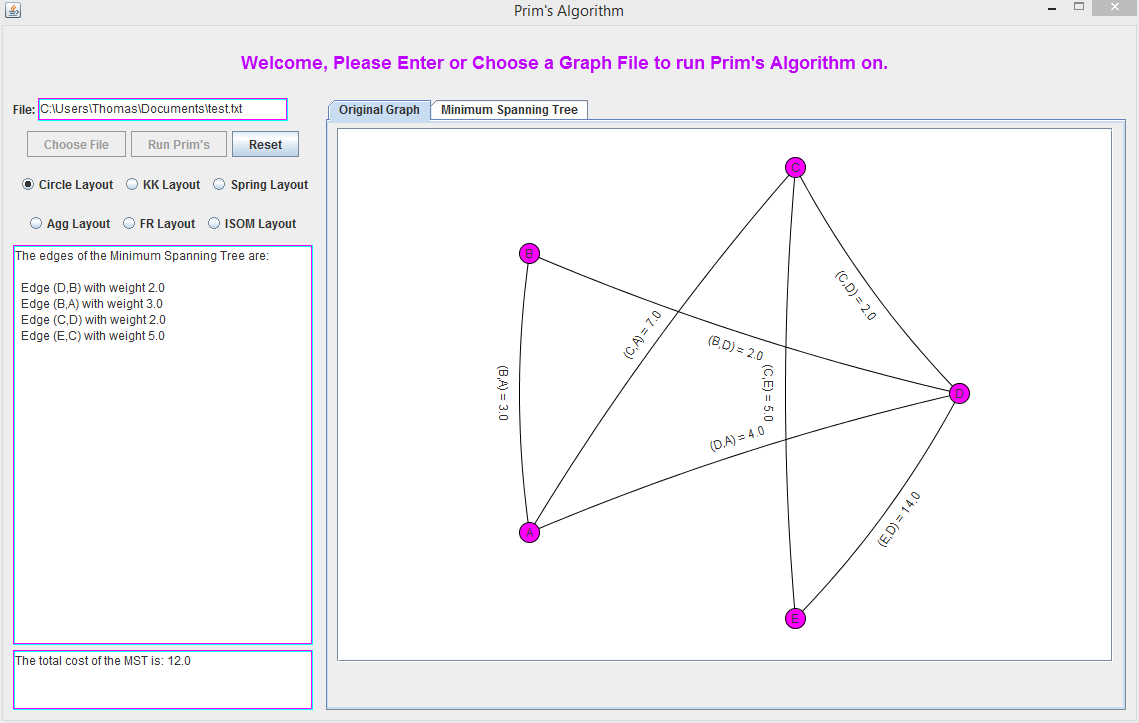 Prim's Algorithm
Welcome, Please Enter or Choose a Graph File to run Prim's Algorithm on.
File: C:\Users\Thomas\Documents\test.txt
Choose File Run Prim's Reset
Circle Layout KK Layout Spring Layout
Agg Layout FR Layout ISOM Layout
The edges of the Minimum Spanning Tree are:
Edge (D,B) with weight 2.0
Edge (B,A) with weight 3.0
Edge (C,D) with weight 2.0
Edge (E,C) with weight 5.0
The total cost of the MST is: 12.0
Original Graph Minimum Spanning Tree
C
B
(C,D) = 2.0
(C,A) = 7.0
(B,D) = 2.0
(B,A) = 3.0
(C,E) = 5.0
D
(D,A) = 4.0
(E,D) = 14.0
A
E